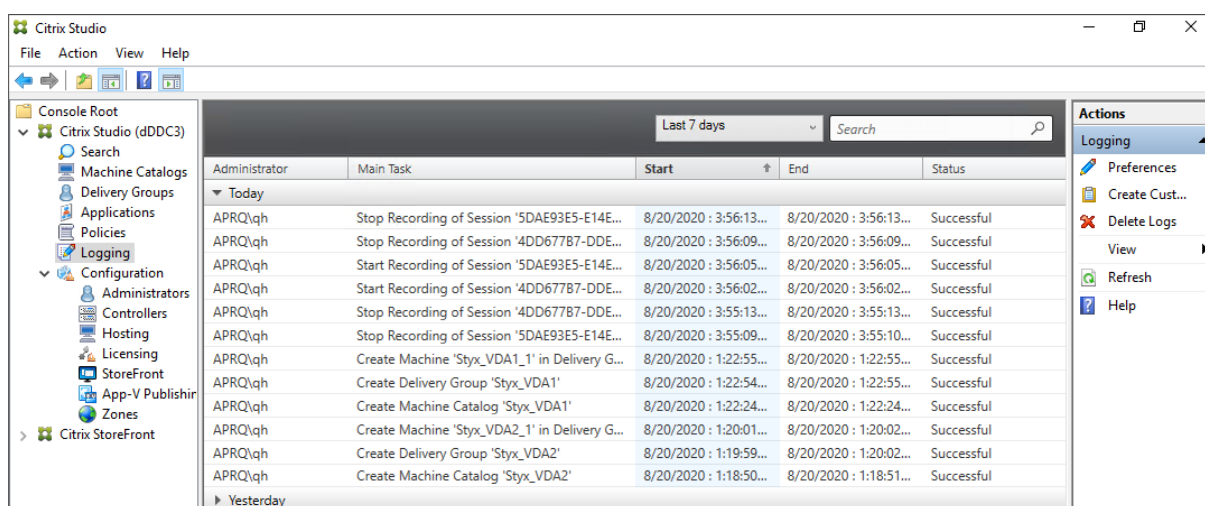 Citrix Studio
File Action View Help
Console Root
Citrix Studio (dDDC3)
Search
Machine Catalogs
Delivery Groups
Applications
Policies
Logging
Configuration
Administrators
Controllers
Hosting
Licensing
StoreFront
App-V Publishin
Zones
Citrix StoreFront
Last 7 days Search
Administrator Main Task Start End Status
Today
APRQ\qh Stop Recording of Session '5DAE93E5-E14E... 8/20/2020 : 3:56:13... 8/20/2020 : 3:56:13... Successful
APRQ\qh Stop Recording of Session '4DD677B7-DDE... 8/20/2020 : 3:56:09... 8/20/2020 : 3:56:09... Successful
APRQ\qh Start Recording of Session '5DAE93E5-E14E... 8/20/2020 : 3:56:05... 8/20/2020 : 3:56:05... Successful
APRQ\qh Start Recording of Session '4DD677B7-DDE... 8/20/2020 : 3:56:02... 8/20/2020 : 3:56:02... Successful
APRQ\qh Stop Recording of Session '4DD677B7-DDE... 8/20/2020 : 3:55:13... 8/20/2020 : 3:55:13... Successful
APRQ\qh Stop Recording of Session '5DAE93E5-E14E... 8/20/2020 : 3:55:09... 8/20/2020 : 3:55:10... Successful
APRQ\qh Create Machine 'Styx_VDA1_1' in Delivery G... 8/20/2020 : 1:22:55... 8/20/2020 : 1:22:55... Successful
APRQ\qh Create Delivery Group 'Styx_VDA1' 8/20/2020 : 1:22:54... 8/20/2020 : 1:22:55... Successful
APRQ\qh Create Machine Catalog 'Styx_VDA1' 8/20/2020 : 1:22:24... 8/20/2020 : 1:22:24... Successful
APRQ\qh Create Machine 'Styx_VDA2_1' in Delivery G... 8/20/2020 : 1:20:01... 8/20/2020 : 1:20:02... Successful
APRQ\qh Create Delivery Group 'Styx_VDA2' 8/20/2020 : 1:19:59... 8/20/2020 : 1:20:02... Successful
APRQ\qh Create Machine Catalog 'Styx_VDA2' 8/20/2020 : 1:18:50... 8/20/2020 : 1:18:51... Successful
Yesterday
Actions
Logging
Preferences
Create Cust...
Delete Logs
View
Refresh
Help